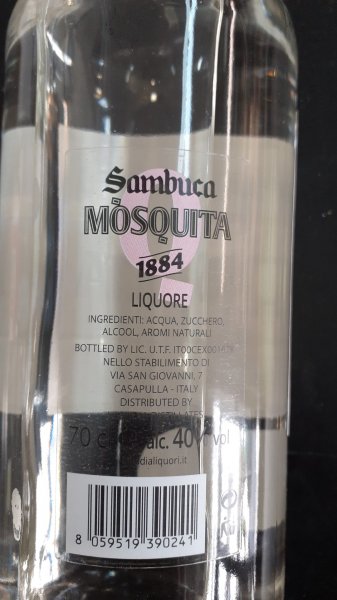 Sambuca
MOSQUITA
1884
LIQUORE
INGREDIENTI: ACQUA, ZUCCHERO,
ALCOOL, AROMI NATURALI
BOTTLED BY LIC. U.T.F.
NELLO STABILIMENTO DI
VIA SAN GIOVANNI, 7
CASAPULLA - ITALY
DISTRIBUTED BY
70 alc. 40% vol
8 059519 390241